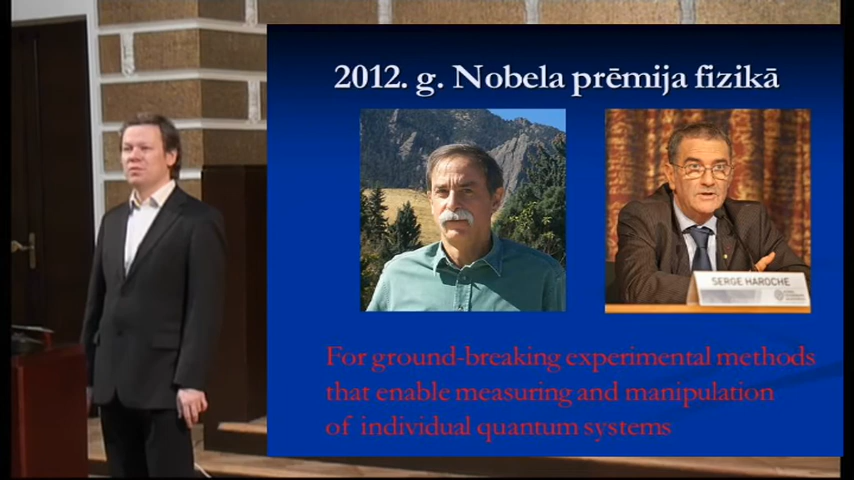 2012. g. Nobela prēmija fizikā
SERGE HAROCHE
For ground-breaking experimental methods
that enable measuring and manipulation
of individual quantum systems